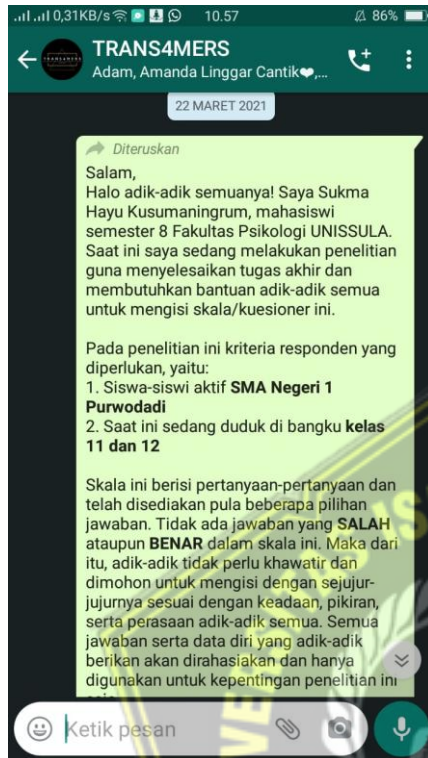 0,31KB/s 10.57 86%
TRANS4MERS
Adam, Amanda Linggar Cantik❤,...
22 MARET 2021
Diteruskan
Salam,
Halo adik-adik semuanya! Saya Sukma
Hayu Kusumaningrum, mahasiswi
semester 8 Fakultas Psikologi UNISSULA.
Saat ini saya sedang melakukan penelitian
guna menyelesaikan tugas akhir dan
membutuhkan bantuan adik-adik semua
untuk mengisi skala/kuesioner ini.
Pada penelitian ini kriteria responden yang
diperlukan, yaitu:
1. Siswa-siswi aktif SMA Negeri 1
Purwodadi
2. Saat ini sedang duduk di bangku kelas
11 dan 12
Skala ini berisi pertanyaan-pertanyaan dan
telah disediakan pula beberapa pilihan
jawaban. Tidak ada jawaban yang SALAH
ataupun BENAR dalam skala ini. Maka dari
itu, adik-adik tidak perlu khawatir dan
dimohon untuk mengisi dengan sejujur-
jujurnya sesuai dengan keadaan, pikiran,
serta perasaan adik-adik semua. Semua
jawaban serta data diri yang adik-adik
berikan akan dirahasiakan dan hanya
digunakan untuk kepentingan penelitian ini
Ketik pesan